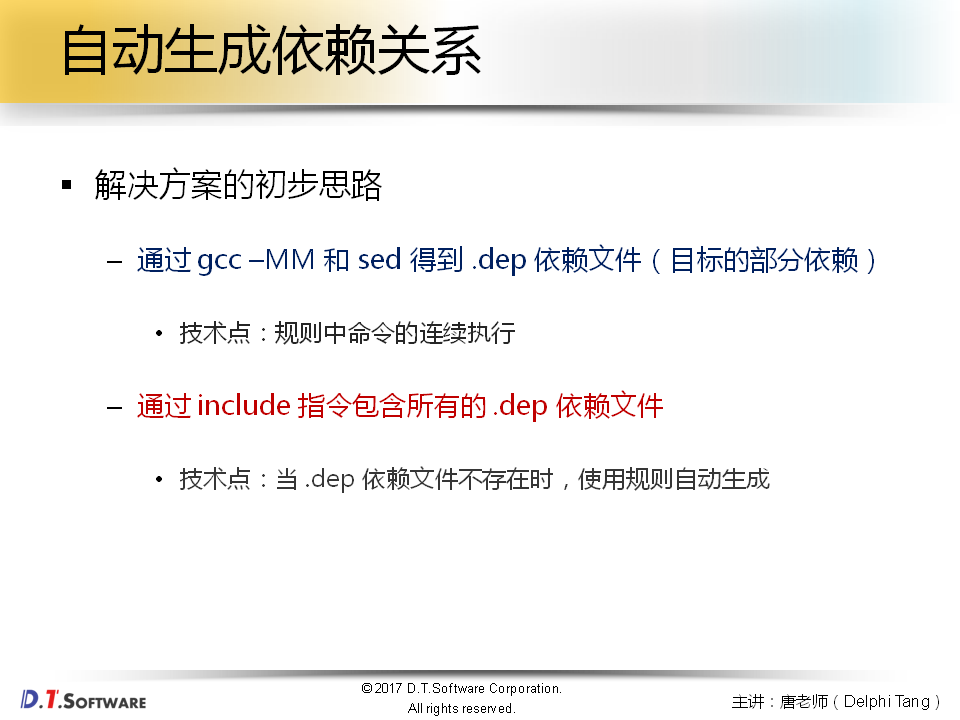 自动生成依赖关系
解决方案的初步思路
– 通过 gcc –MM 和 sed 得到 .dep 依赖文件（目标的部分依赖）
• 技术点：规则中命令的连续执行
– 通过 include 指令包含所有的 .dep 依赖文件
• 技术点：当 .dep 依赖文件不存在时，使用规则自动生成
D.T.SOFTWARE
©2017 D.T.Software Corporation.
All rights reserved.
主讲：唐老师（Delphi Tang）